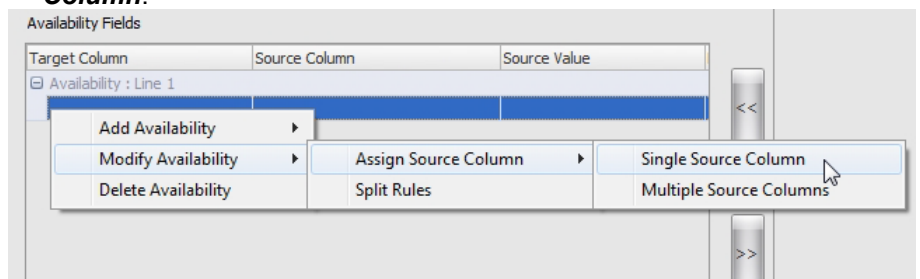 Column.
Availability Fields
Target Column Source Column Source Value
Availability : Line 1
<<
Add Availability
Modify Availability Assign Source Column Single Source Column
Delete Availability Split Rules Multiple Source Columns
>>